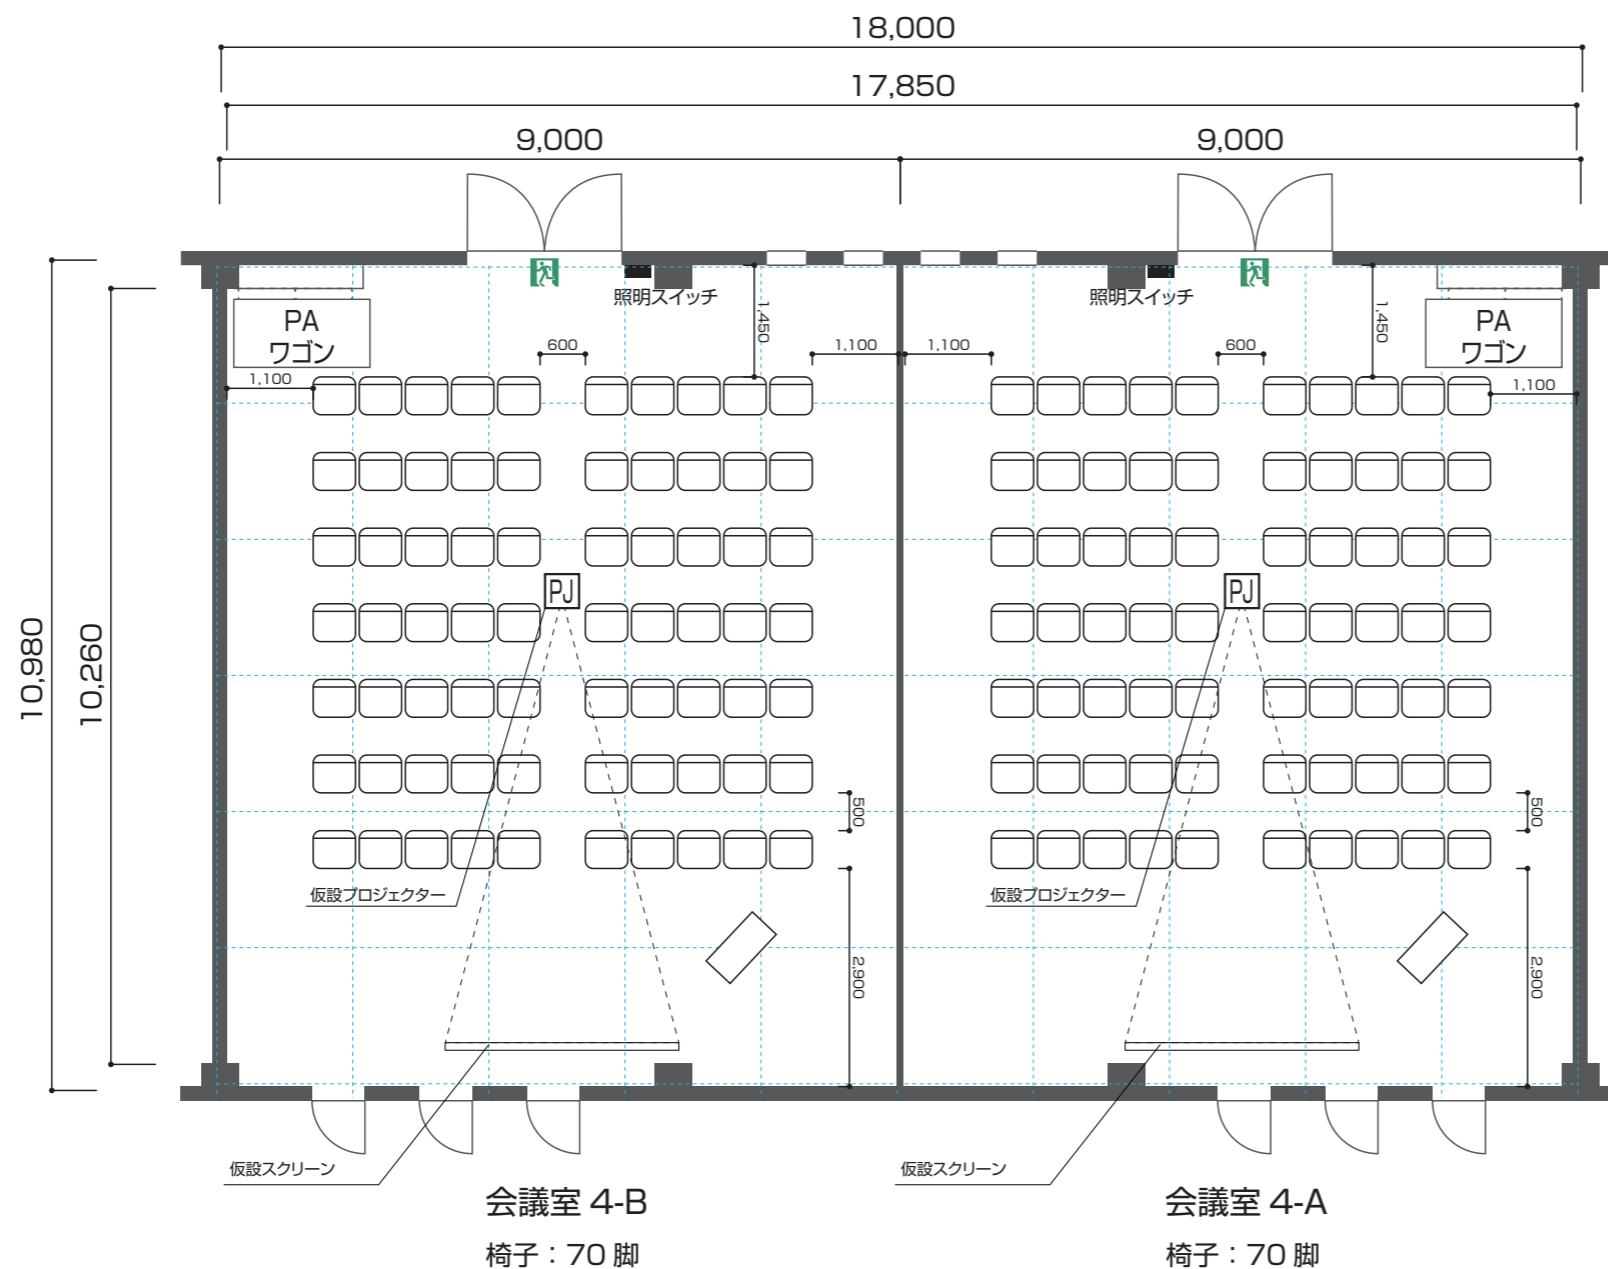 18,000
17,850
9,000
9,000
照明スイッチ
照明スイッチ
PA
ワゴン
PA
ワゴン
1,450
1,450
600
1,100
1,100
600
1,100
1,100
PJ
PJ
10,980
10,260
500
500
仮設プロジェクター
仮設プロジェクター
2,900
2,900
仮設スクリーン
仮設スクリーン
会議室 4-B
会議室 4-A
椅子：70 脚
椅子：70 脚